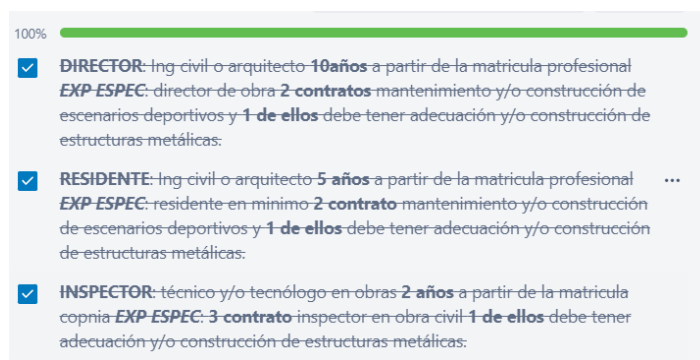 100%
DIRECTOR: Ing civil o arquitecto 10años a partir de la matricula profesional
EXP ESPEC: director de obra 2 contratos mantenimiento y/o construcción de
escenarios deportivos y 1 de ellos debe tener adecuación y/o construcción de
estructuras metálicas.
RESIDENTE: Ing civil o arquitecto 5 años a partir de la matricula profesional
EXP ESPEC: residente en minimo 2 contrato mantenimiento y/o construcción
de escenarios deportivos y 1 de ellos debe tener adecuación y/o construcción
de estructuras metálicas.
INSPECTOR: técnico y/o tecnólogo en obras 2 años a partir de la matricula
copnia EXP ESPEC: 3 contrato inspector en obra civil 1 de ellos debe tener
adecuación y/o construcción de estructuras metálicas.